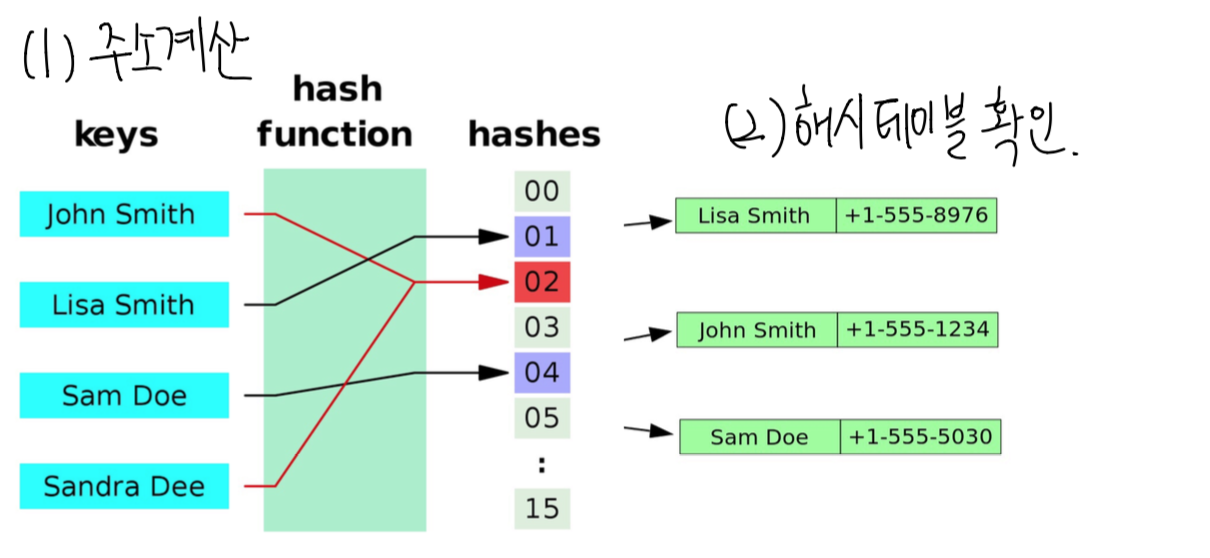 (1) 주소계산
hash
function
keys
hashes
(2) 해시 테이블 확인.
John Smith
Lisa Smith
Sam Doe
Sandra Dee
00
01
02
03
04
05
:
15
Lisa Smith +1-555-8976
John Smith +1-555-1234
Sam Doe +1-555-5030